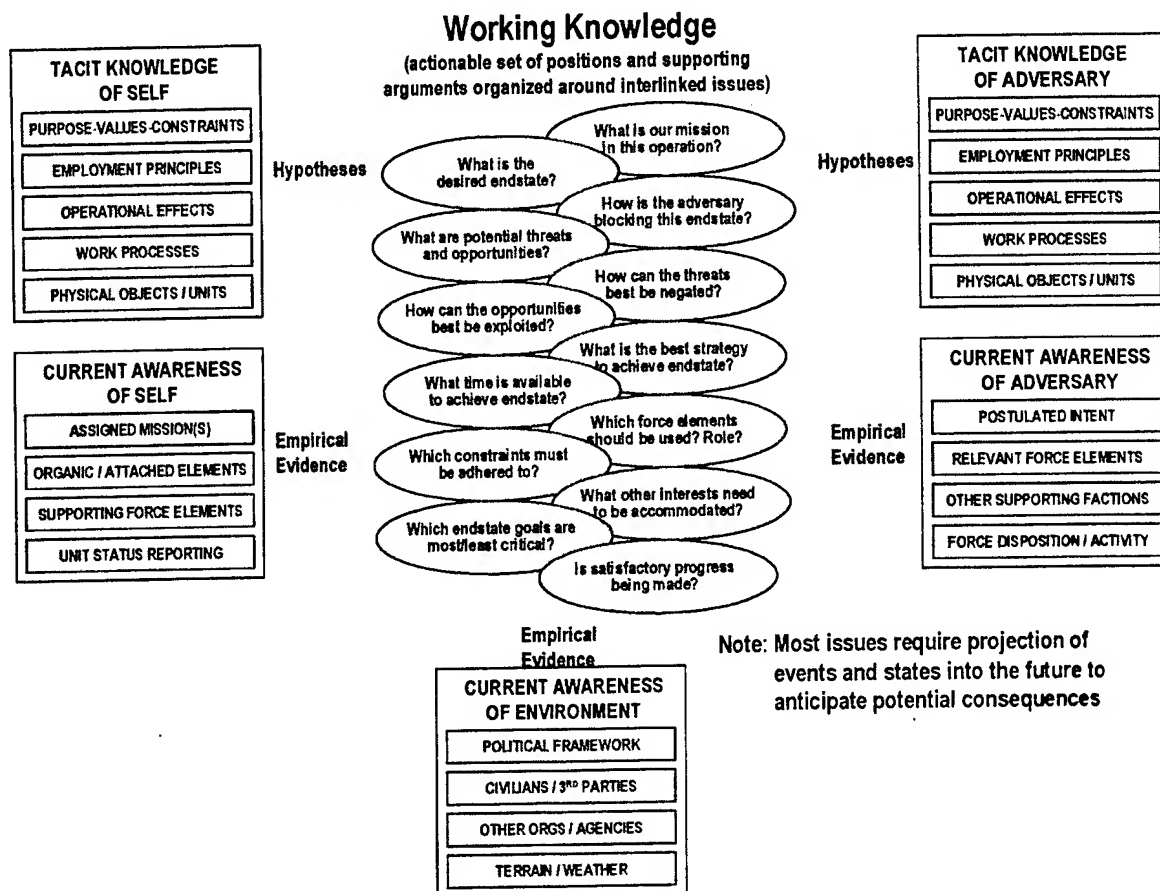 Working Knowledge
(actionable set of positions and supporting
arguments organized around interlinked issues)
TACIT KNOWLEDGE
OF SELF
PURPOSE-VALUES-CONSTRAINTS
EMPLOYMENT PRINCIPLES
OPERATIONAL EFFECTS
WORK PROCESSES
PHYSICAL OBJECTS / UNITS
Hypotheses
CURRENT AWARENESS
OF SELF
ASSIGNED MISSION(S)
ORGANIC / ATTACHED ELEMENTS
SUPPORTING FORCE ELEMENTS
UNIT STATUS REPORTING
Empirical
Evidence
What is our mission
in this operation?
What is the
desired endstate?
How is the adversary
blocking this endstate?
What are potential threats
and opportunities?
How can the threats
best be negated?
How can the opportunities
best be exploited?
What is the best strategy
to achieve endstate?
What time is available
to achieve endstate?
Which force elements
should be used? Role?
Which constraints must
be adhered to?
What other interests need
to be accommodated?
Which endstate goals are
most/least critical?
Is satisfactory progress
being made?
TACIT KNOWLEDGE
OF ADVERSARY
PURPOSE-VALUES-CONSTRAINTS
EMPLOYMENT PRINCIPLES
OPERATIONAL EFFECTS
WORK PROCESSES
PHYSICAL OBJECTS / UNITS
Hypotheses
CURRENT AWARENESS
OF ADVERSARY
POSTULATED INTENT
RELEVANT FORCE ELEMENTS
OTHER SUPPORTING FACTIONS
FORCE DISPOSITION / ACTIVITY
Empirical
Evidence
Empirical
Evidence
CURRENT AWARENESS
OF ENVIRONMENT
POLITICAL FRAMEWORK
CIVILIANS / 3RD PARTIES
OTHER ORGS / AGENCIES
TERRAIN / WEATHER
Note: Most issues require projection of
events and states into the future to
anticipate potential consequences